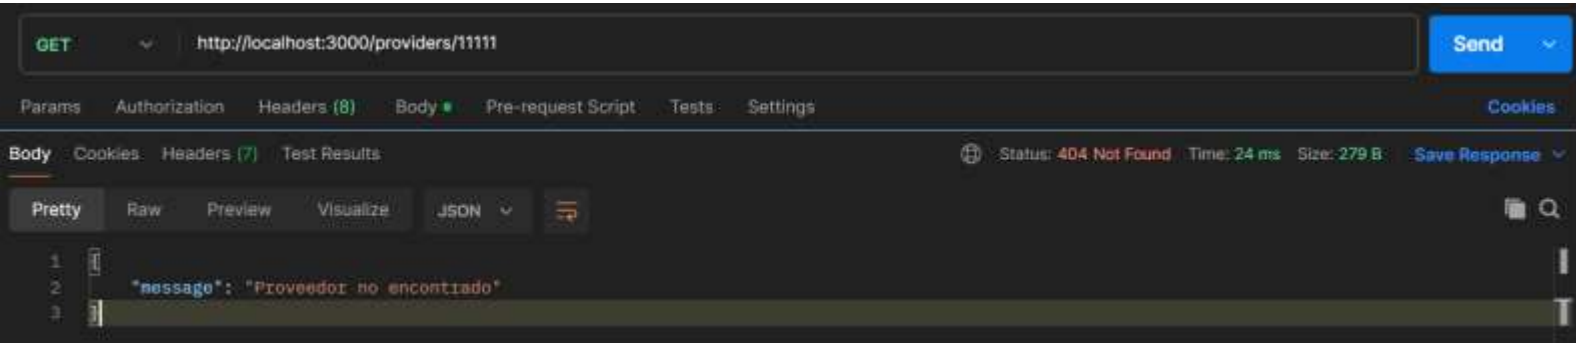 GET http://localhost:3000/providers/11111 Send
Params Authorization Headers (8) Body Pre-request Script Tests Settings Cookies
Body Cookies Headers (7) Test Results Status: 404 Not Found Time: 24 ms Size: 279 B Save Response
Pretty Raw Preview Visualize JSON
1 {
2 "message": "Proveedor no encontrado"
3 }